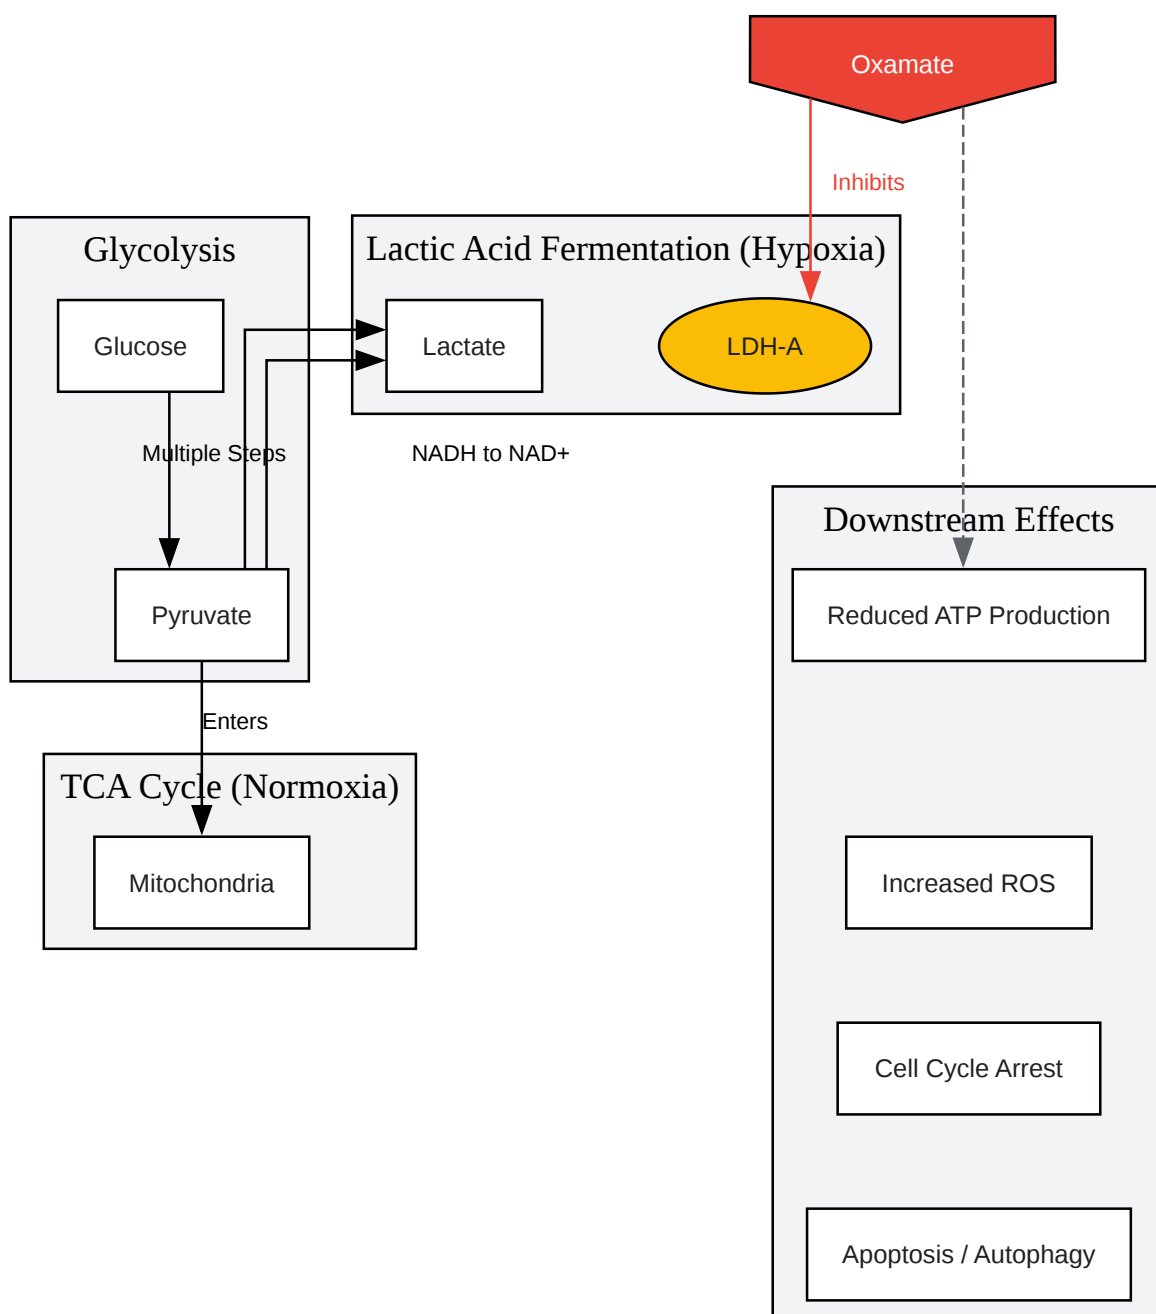 Oxamate
Inhibits
Glycolysis
Lactic Acid Fermentation (Hypoxia)
Glucose
Lactate
LDH-A
Multiple Steps
NADH to NAD+
Downstream Effects
Pyruvate
Reduced ATP Production
Enters
TCA Cycle (Normoxia)
Mitochondria
Increased ROS
Cell Cycle Arrest
Apoptosis / Autophagy